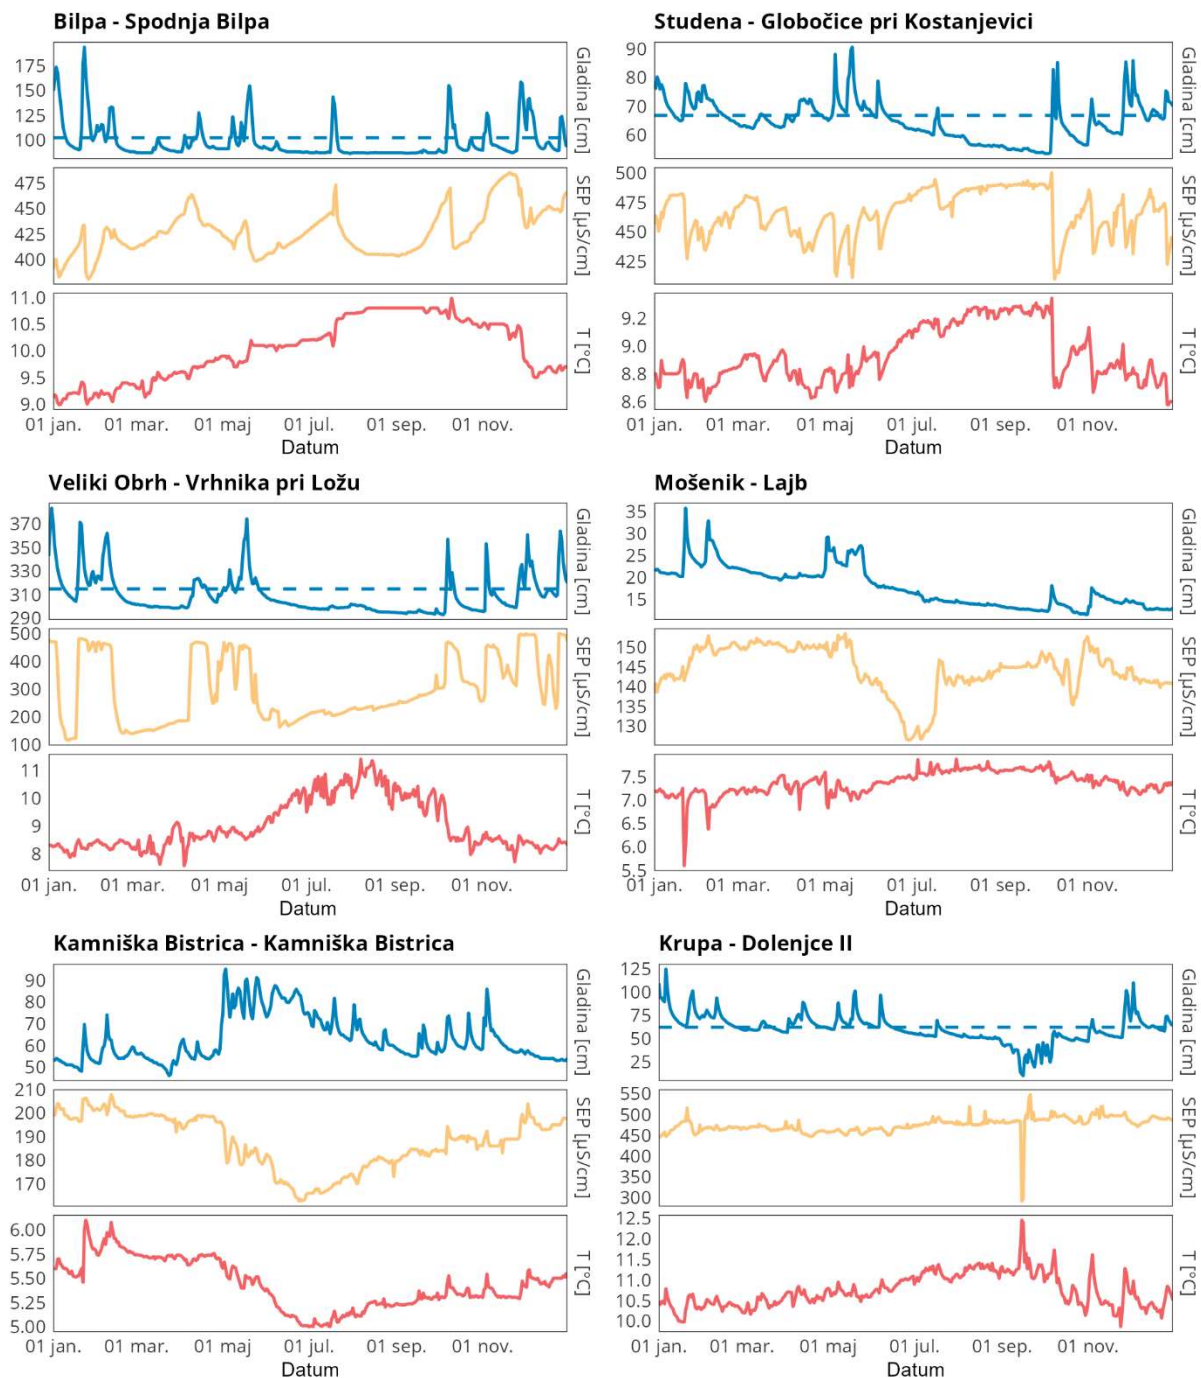 Bilpa - Spodnja Bilpa
175
150
125
100
Gladina [cm]
475
450
425
400
SEP [µS/cm]
11.0
10.5
10.0
9.5
9.0
T [°C]
01 jan. 01 mar. 01 maj 01 jul. 01 sep. 01 nov.
Datum
Studena - Globočice pri Kostanjevici
90
80
70
60
Gladina [cm]
500
475
450
425
SEP [µS/cm]
9.2
9.0
8.8
8.6
T [°C]
01 jan. 01 mar. 01 maj 01 jul. 01 sep. 01 nov.
Datum
Veliki Obrh - Vrhnika pri Ložu
370
350
330
310
290
Gladina [cm]
500
400
300
200
100
SEP [µS/cm]
11
10
9
8
T [°C]
01 jan. 01 mar. 01 maj 01 jul. 01 sep. 01 nov.
Datum
Mošenik - Lajb
35
30
25
20
15
Gladina [cm]
150
145
140
130
SEP [µS/cm]
7.5
7.0
6.5
6.0
5.5
T [°C]
01 jan. 01 mar. 01 maj 01 jul. 01 sep. 01 nov.
Datum
Kamniška Bistrica - Kamniška Bistrica
90
80
70
60
50
Gladina [cm]
210
200
190
180
170
SEP [µS/cm]
6.00
5.75
5.50
5.25
5.00
T [°C]
01 jan. 01 mar. 01 maj 01 jul. 01 sep. 01 nov.
Datum
Krupa - Dolenjce II
125
100
75
50
25
Gladina [cm]
550
500
450
400
350
300
SEP [µS/cm]
12.5
12.0
11.5
11.0
10.5
10.0
T [°C]
01 jan. 01 mar. 01 maj 01 jul. 01 sep. 01 nov.
Datum